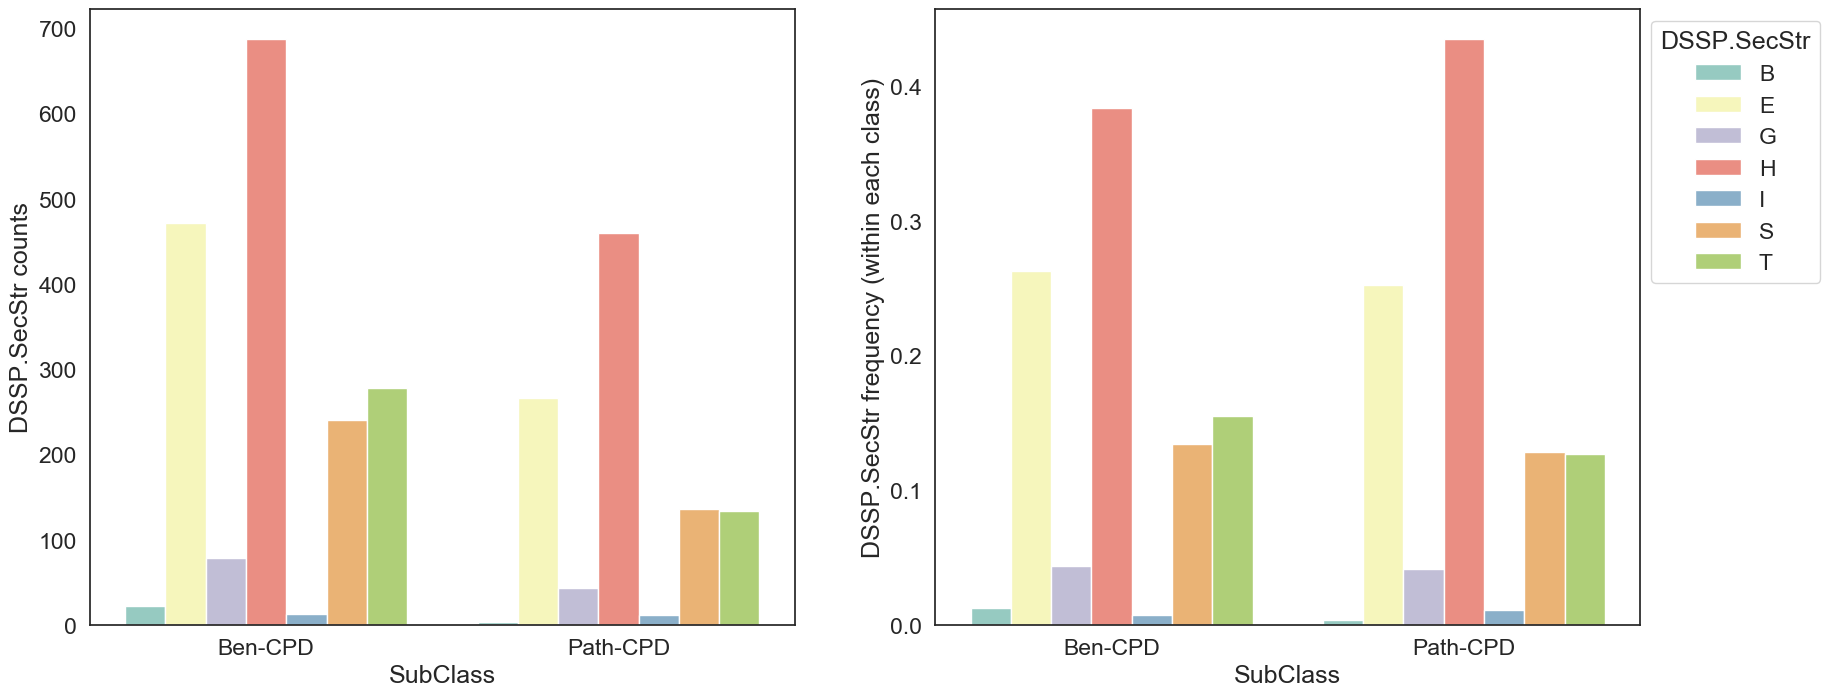 DSSP.SecStr counts
700
600
500
400
300
200
100
0
Ben-CPD
Path-CPD
SubClass
DSSP.SecStr frequency (within each class)
0.4
0.3
0.2
0.1
0.0
Ben-CPD
Path-CPD
SubClass
DSSP.SecStr
B
E
G
H
I
S
T